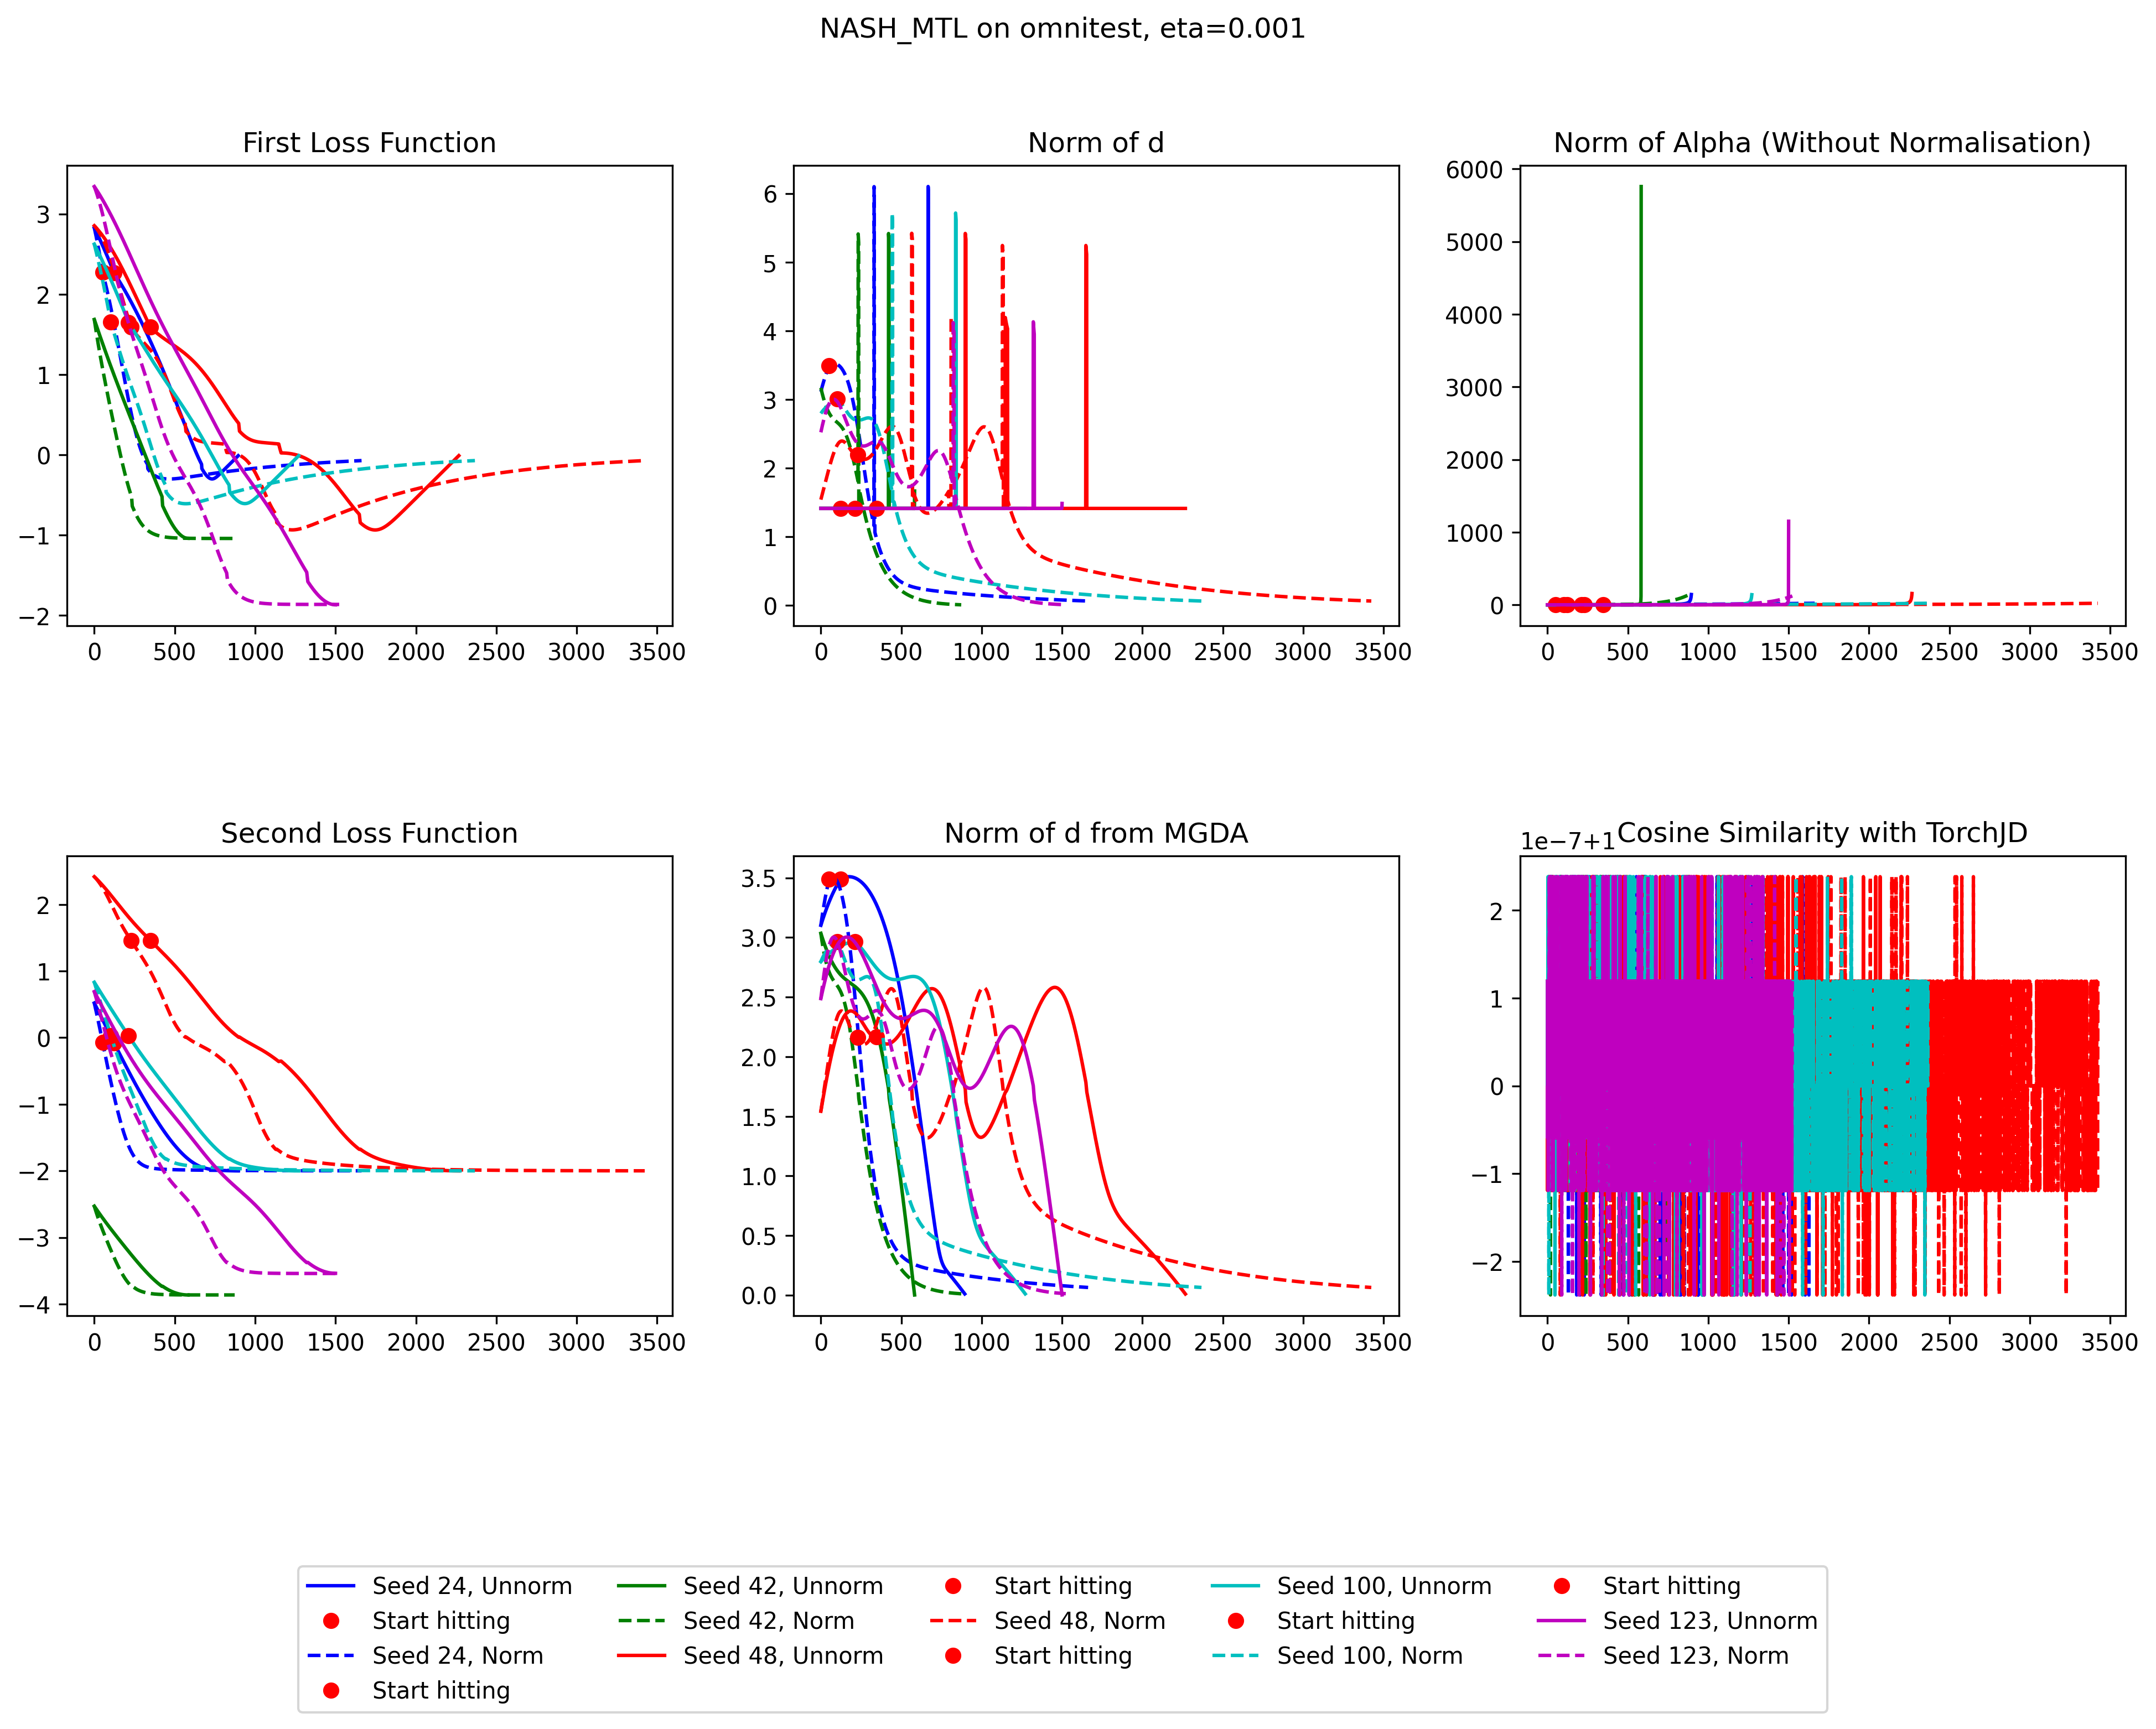 NASH_MTL on omnitest, eta=0.001
First Loss Function
3
2
1
0
−1
−2
0 500 1000 1500 2000 2500 3000 3500
Norm of d
6
5
4
3
2
1
0
0 500 1000 1500 2000 2500 3000 3500
Norm of Alpha (Without Normalisation)
6000
5000
4000
3000
2000
1000
0
0 500 1000 1500 2000 2500 3000 3500
Second Loss Function
2
1
0
−1
−2
−3
−4
0 500 1000 1500 2000 2500 3000 3500
Norm of d from MGDA
3.5
3.0
2.5
2.0
1.5
1.0
0.5
0.0
0 500 1000 1500 2000 2500 3000 3500
Cosine Similarity with TorchJD
1e−7+1
2
1
0
−1
−2
0 500 1000 1500 2000 2500 3000 3500
Seed 24, Unnorm
Start hitting
Seed 24, Norm
Start hitting
Seed 42, Unnorm
Seed 42, Norm
Seed 48, Unnorm
Start hitting
Seed 48, Norm
Start hitting
Seed 100, Unnorm
Start hitting
Seed 100, Norm
Start hitting
Seed 123, Unnorm
Seed 123, Norm